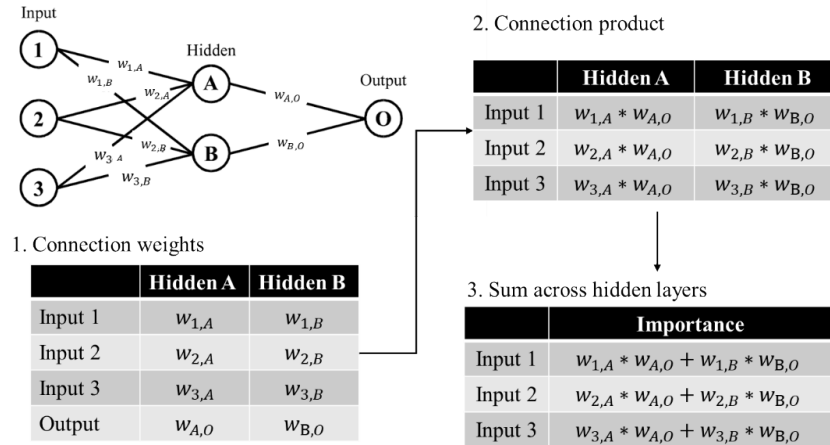 Input
Hidden
Output
1
2
3
A
B
O
w1,A
w1,B
w2,A
w2,B
w3,A
w3,B
wA,O
wB,O
1. Connection weights
Hidden A Hidden B
Input 1 w1,A w1,B
Input 2 w2,A w2,B
Input 3 w3,A w3,B
Output wA,O wB,O
2. Connection product
Hidden A Hidden B
Input 1 w1,A * wA,O w1,B * wB,O
Input 2 w2,A * wA,O w2,B * wB,O
Input 3 w3,A * wA,O w3,B * wB,O
3. Sum across hidden layers
Importance
Input 1 w1,A * wA,O + w1,B * wB,O
Input 2 w2,A * wA,O + w2,B * wB,O
Input 3 w3,A * wA,O + w3,B * wB,O